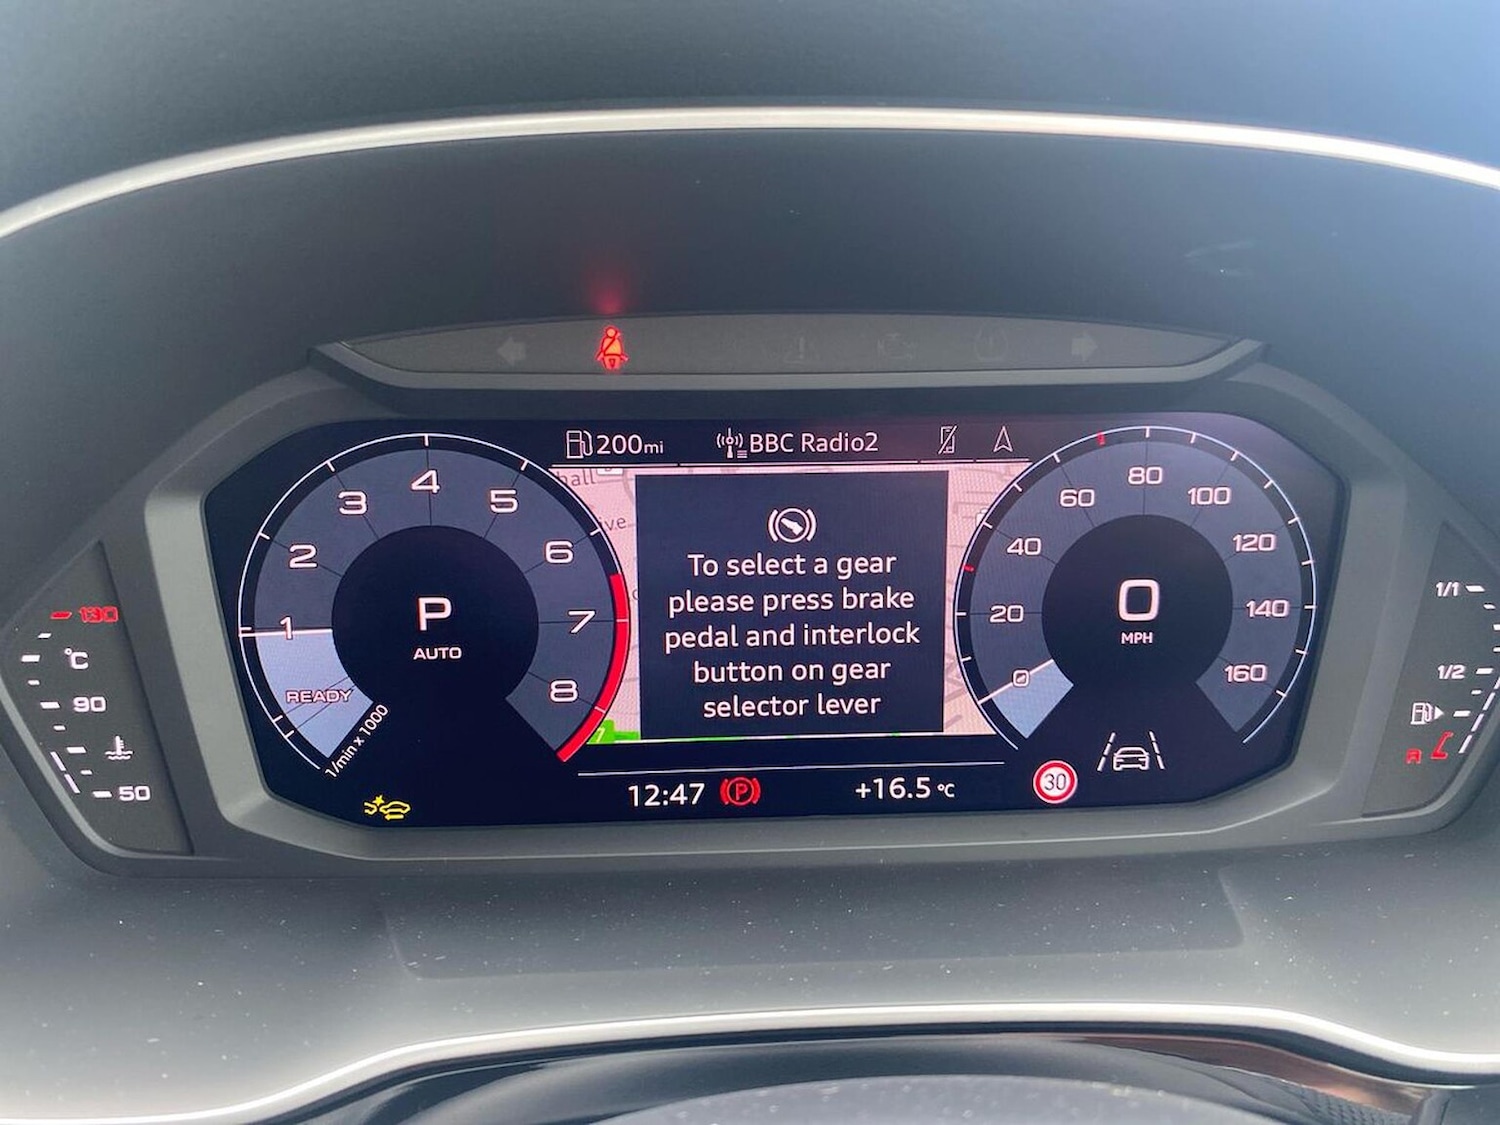 200mi
BBC Radio2
To select a gear
please press brake
pedal and interlock
button on gear
selector lever
1
2
3
4
5
6
7
8
READY
1/min x 1000
P
AUTO
0
20
40
60
80
100
120
140
160
0
MPH
12:47
P
+16.5 °C
30
130
°C
90
50
1/1
1/2
R